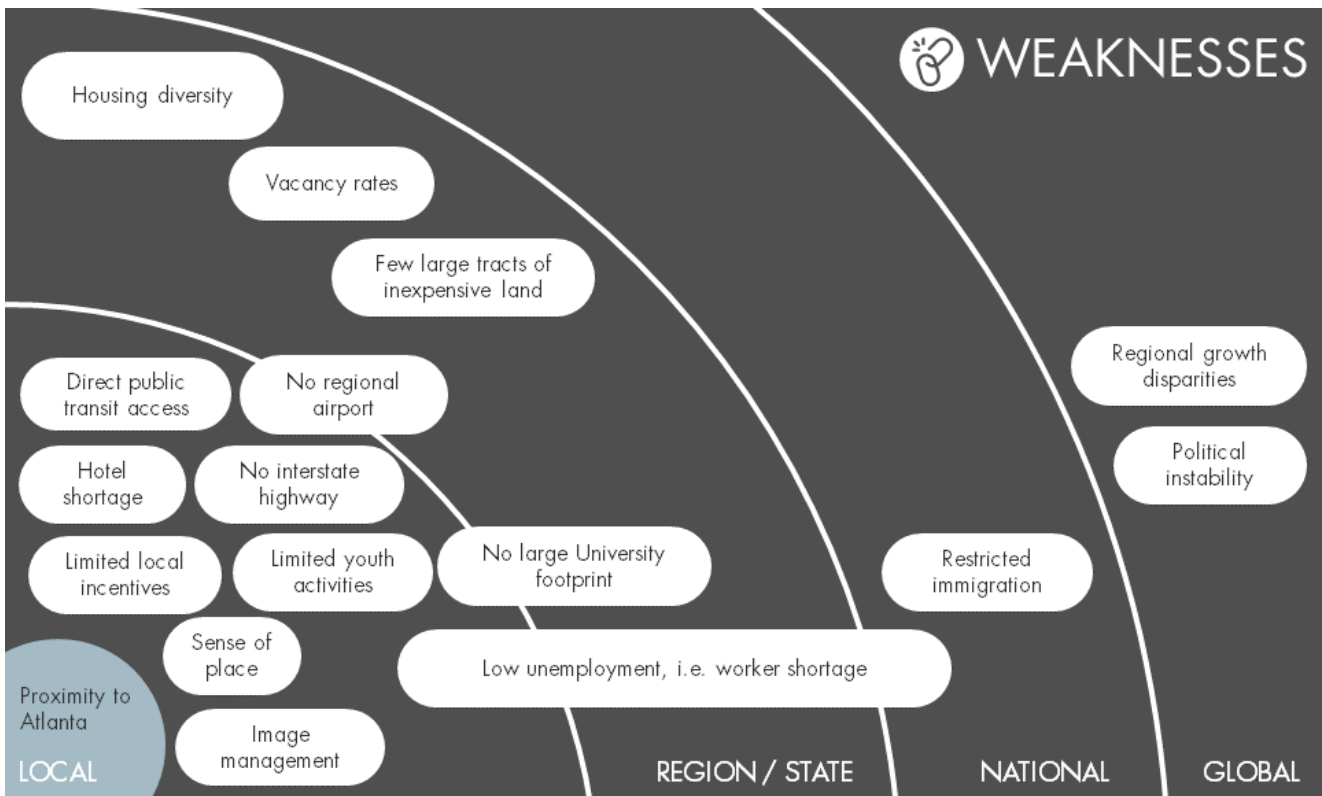 WEAKNESSES
Housing diversity
Vacancy rates
Few large tracts of
inexpensive land
Regional growth
disparities
Direct public
transit access
No regional
airport
Political
instability
Hotel
shortage
No interstate
highway
Limited local
incentives
Limited youth
activities
No large University
footprint
Restricted
immigration
Sense of
place
Low unemployment, i.e. worker shortage
Proximity to
Atlanta
Image
management
LOCAL
REGION / STATE
NATIONAL
GLOBAL